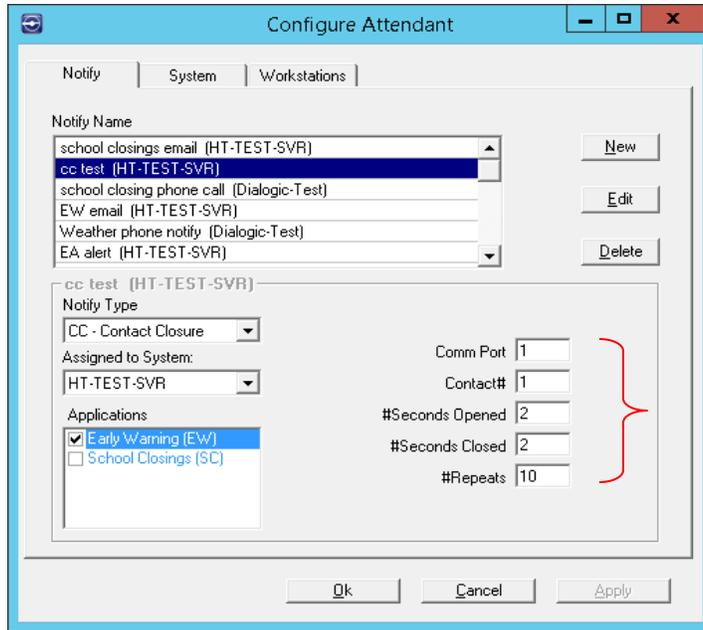 Configure Attendant
Notify System Workstations
Notify Name
school closings email (HT-TEST-SVR)
cc test (HT-TEST-SVR)
school closing phone call (Dialogic-Test)
EW email (HT-TEST-SVR)
Weather phone notify (Dialogic-Test)
EA alert (HT-TEST-SVR)
New
Edit
Delete
cc test (HT-TEST-SVR)
Notify Type
CC - Contact Closure
Assigned to System:
HT-TEST-SVR
Applications
Early Warning (EW)
School Closings (SC)
Comm Port 1
Contact# 1
#Seconds Opened 2
#Seconds Closed 2
#Repeats 10
Ok Cancel Apply